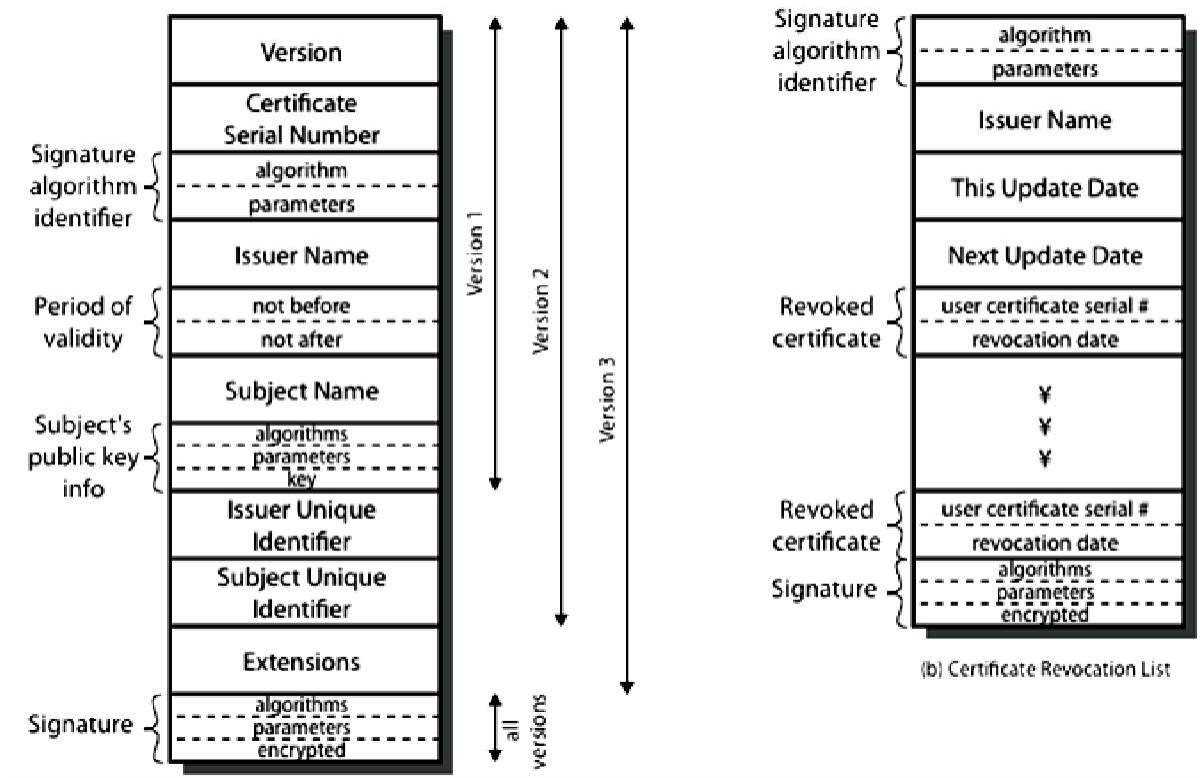 Version
Certificate
Serial Number
Signature
algorithm
identifier
algorithm
parameters
Issuer Name
Period of
validity
not before
not after
Subject Name
Subject's
public key
info
algorithms
parameters
key
Issuer Unique
Identifier
Subject Unique
Identifier
Extensions
Signature
algorithms
parameters
encrypted
Version 1
Version 2
Version 3
all
versions
Signature
algorithm
identifier
algorithm
parameters
Issuer Name
This Update Date
Next Update Date
Revoked
certificate
user certificate serial #
revocation date
¥
¥
¥
Revoked
certificate
user certificate serial #
revocation date
Signature
algorithms
parameters
encrypted
(b) Certificate Revocation List